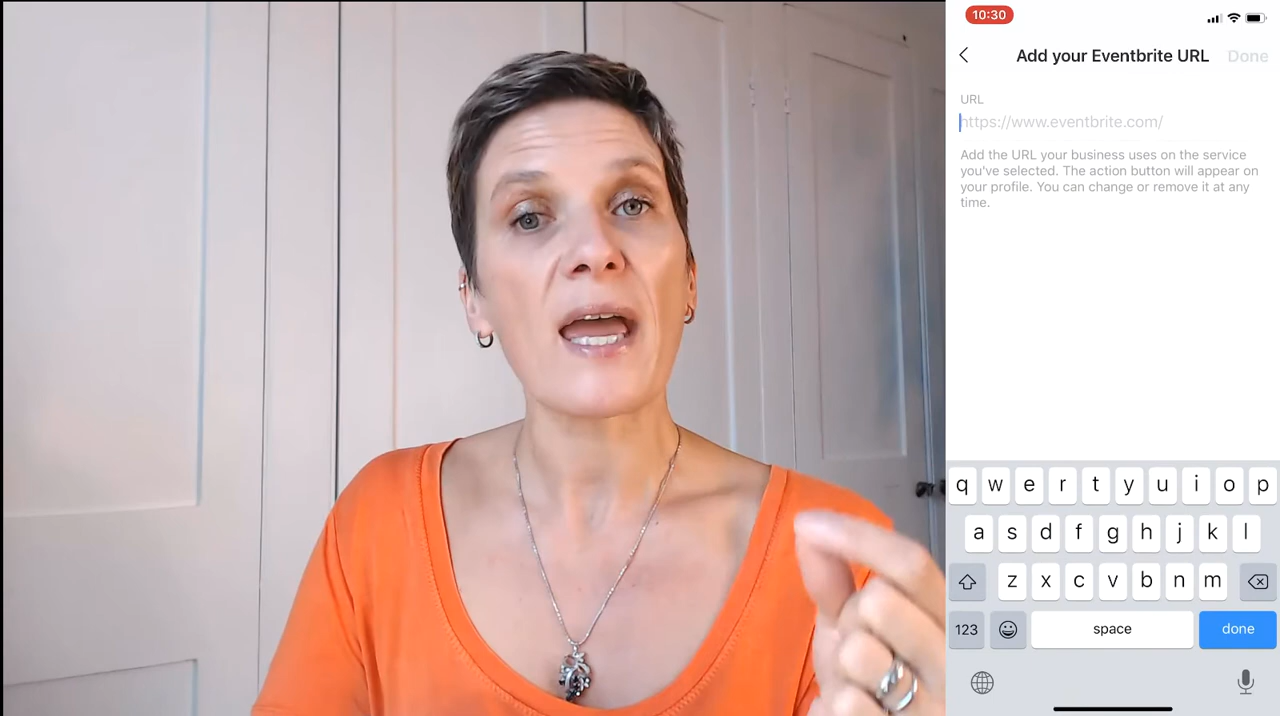 10:30
Add your Eventbrite URL Done
URL
https://www.eventbrite.com/
Add the URL your business uses on the service
you've selected. The action button will appear on
your profile. You can change or remove it at any
time.
q w e r t y u i o p
a s d f g h j k l
z x c v b n m
123 space done